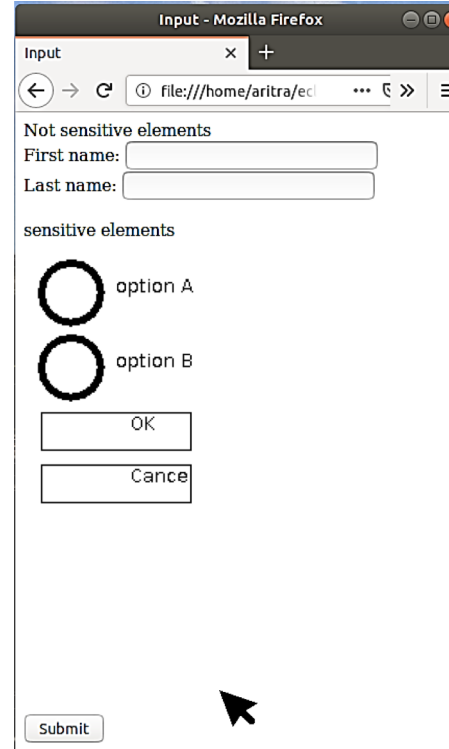 Input - Mozilla Firefox
Input
file:///home/aritra/ec
Not sensitive elements
First name:
Last name:
sensitive elements
option A
option B
OK
Cance
Submit